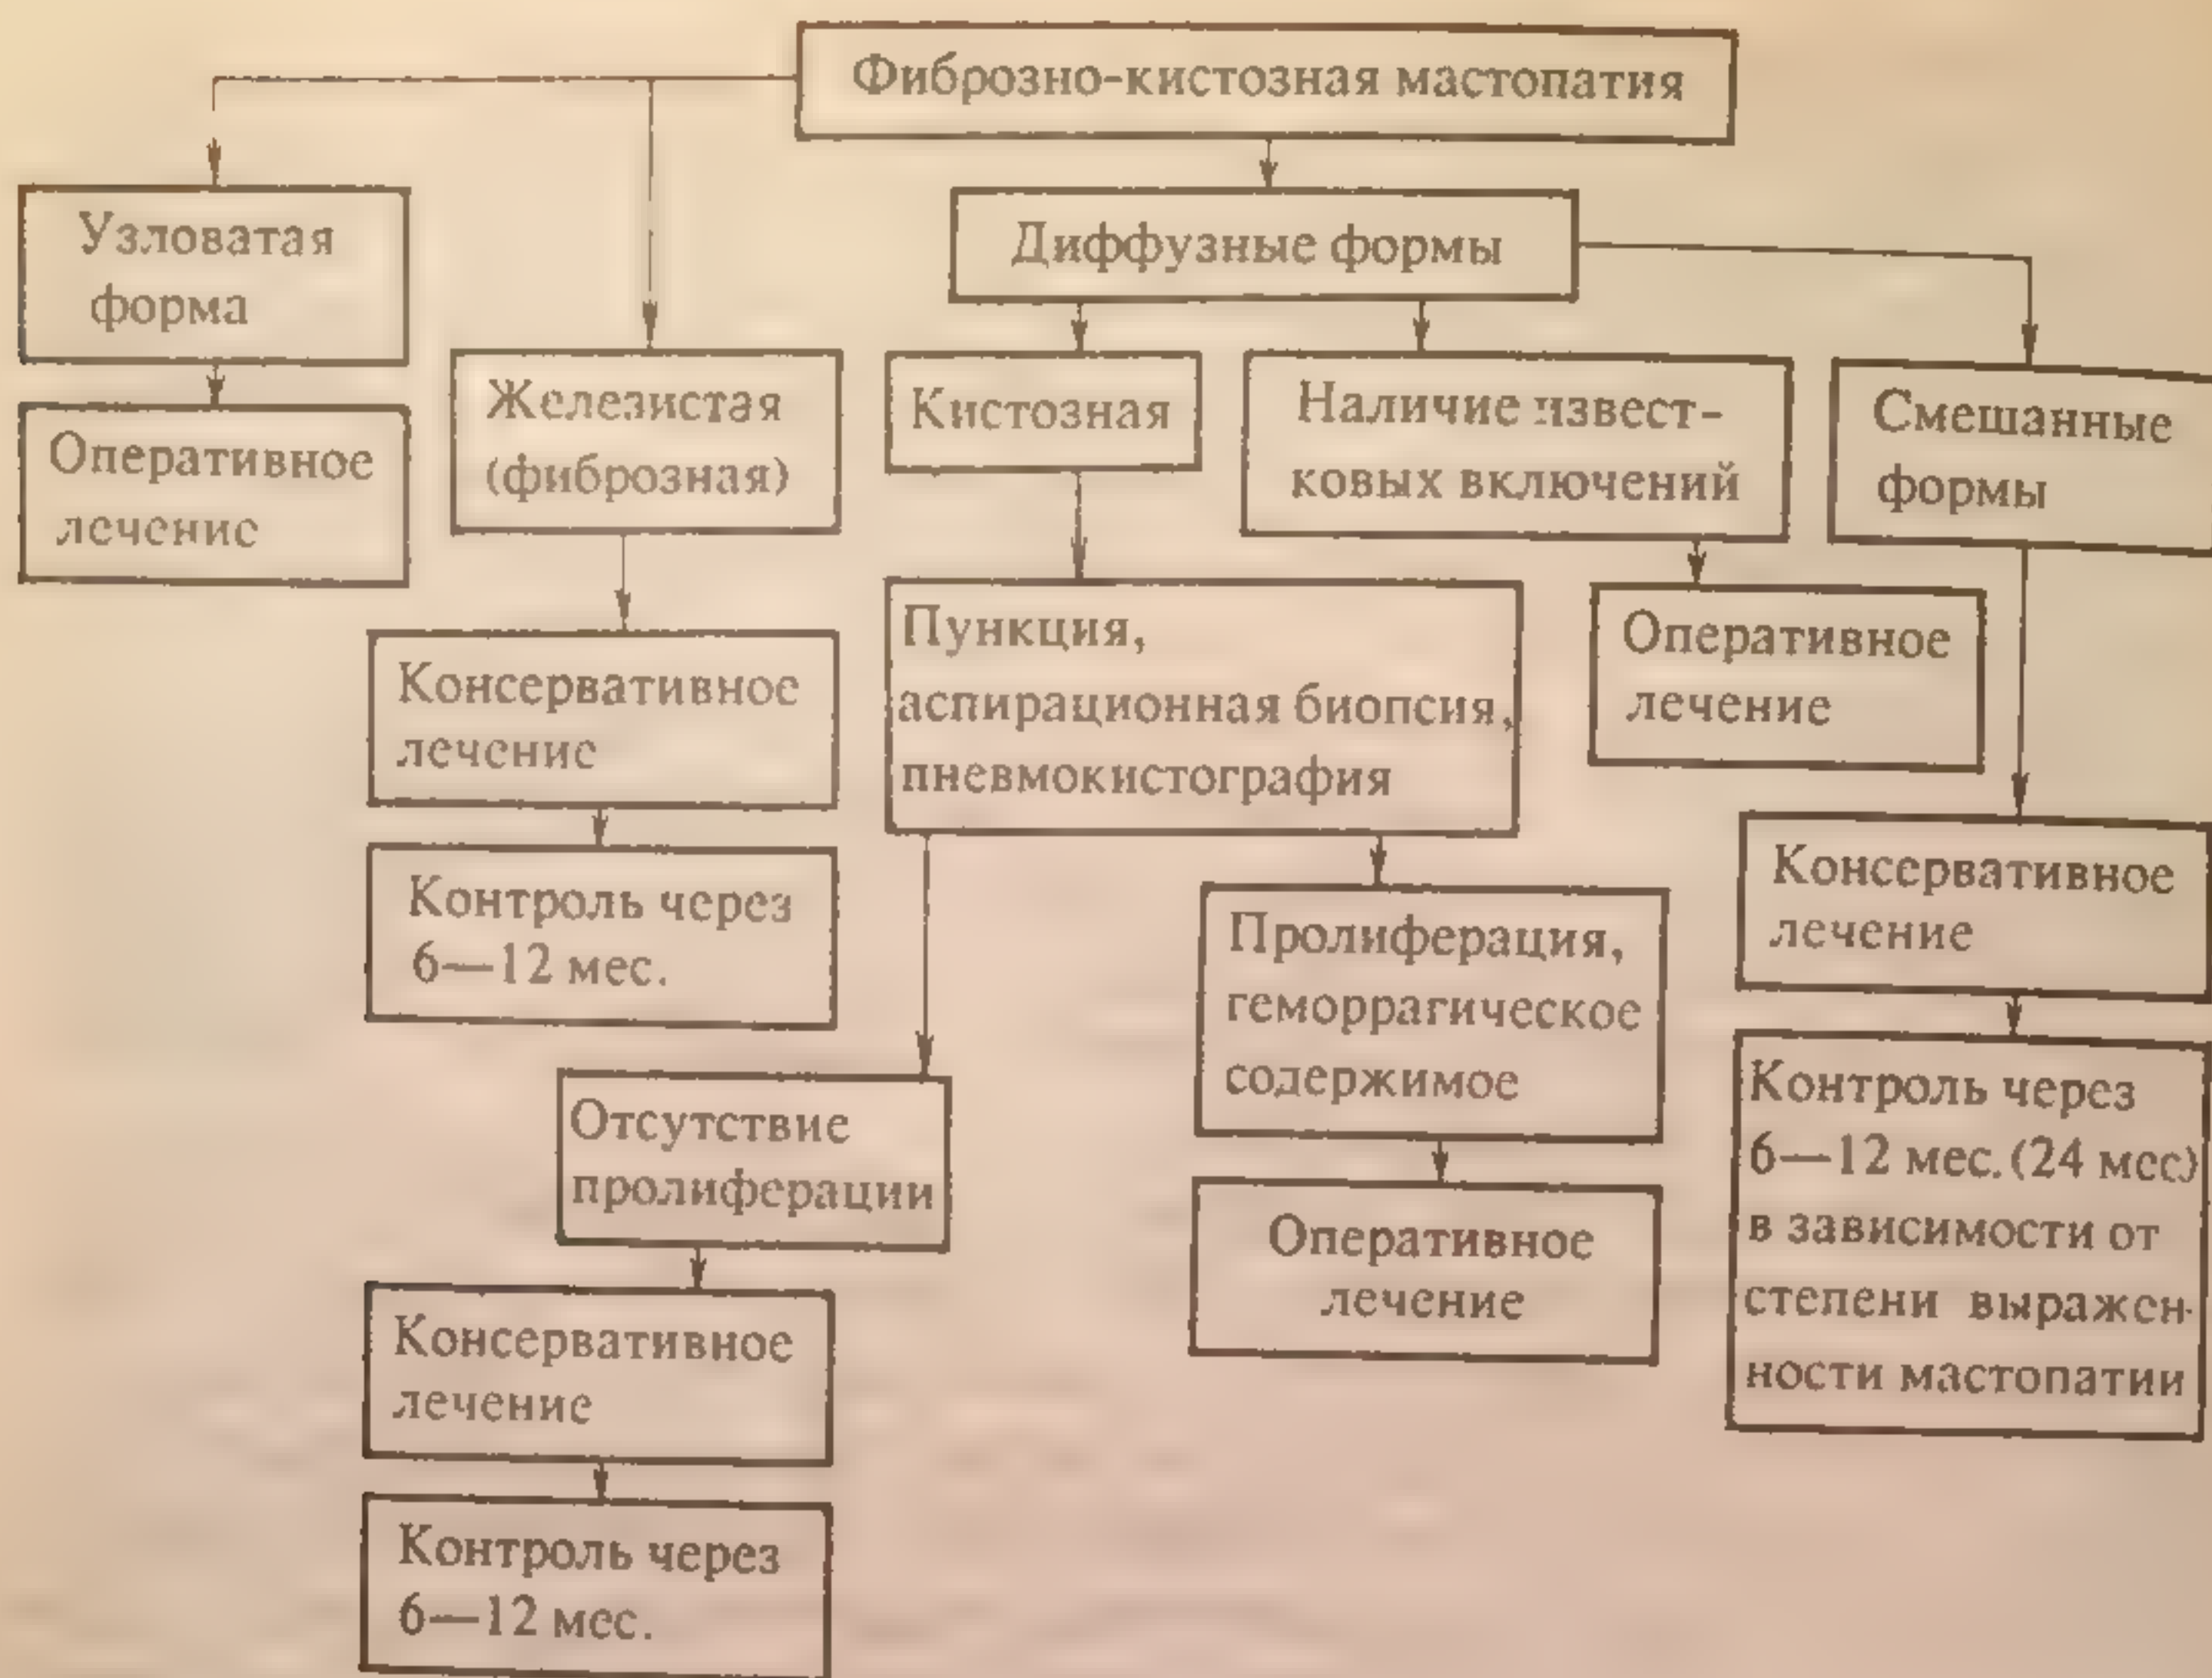 Фиброзно-кистозная мастопатия
Узловатая
форма
Оперативное
лечение
Железистая
(фиброзная)
Консервативное
лечение
Контроль через
6—12 мес.
Диффузные формы
Кистозная
Пункция,
аспирационная биопсия,
пневмокистография
Отсутствие
пролиферации
Консервативное
лечение
Контроль через
6—12 мес.
Пролиферация,
геморрагическое
содержимое
Оперативное
лечение
Наличие извест-
ковых включений
Оперативное
лечение
Смешанные
формы
Консервативное
лечение
Контроль через
6—12 мес. (24 мес)
в зависимости от
степени выражен-
ности мастопатии